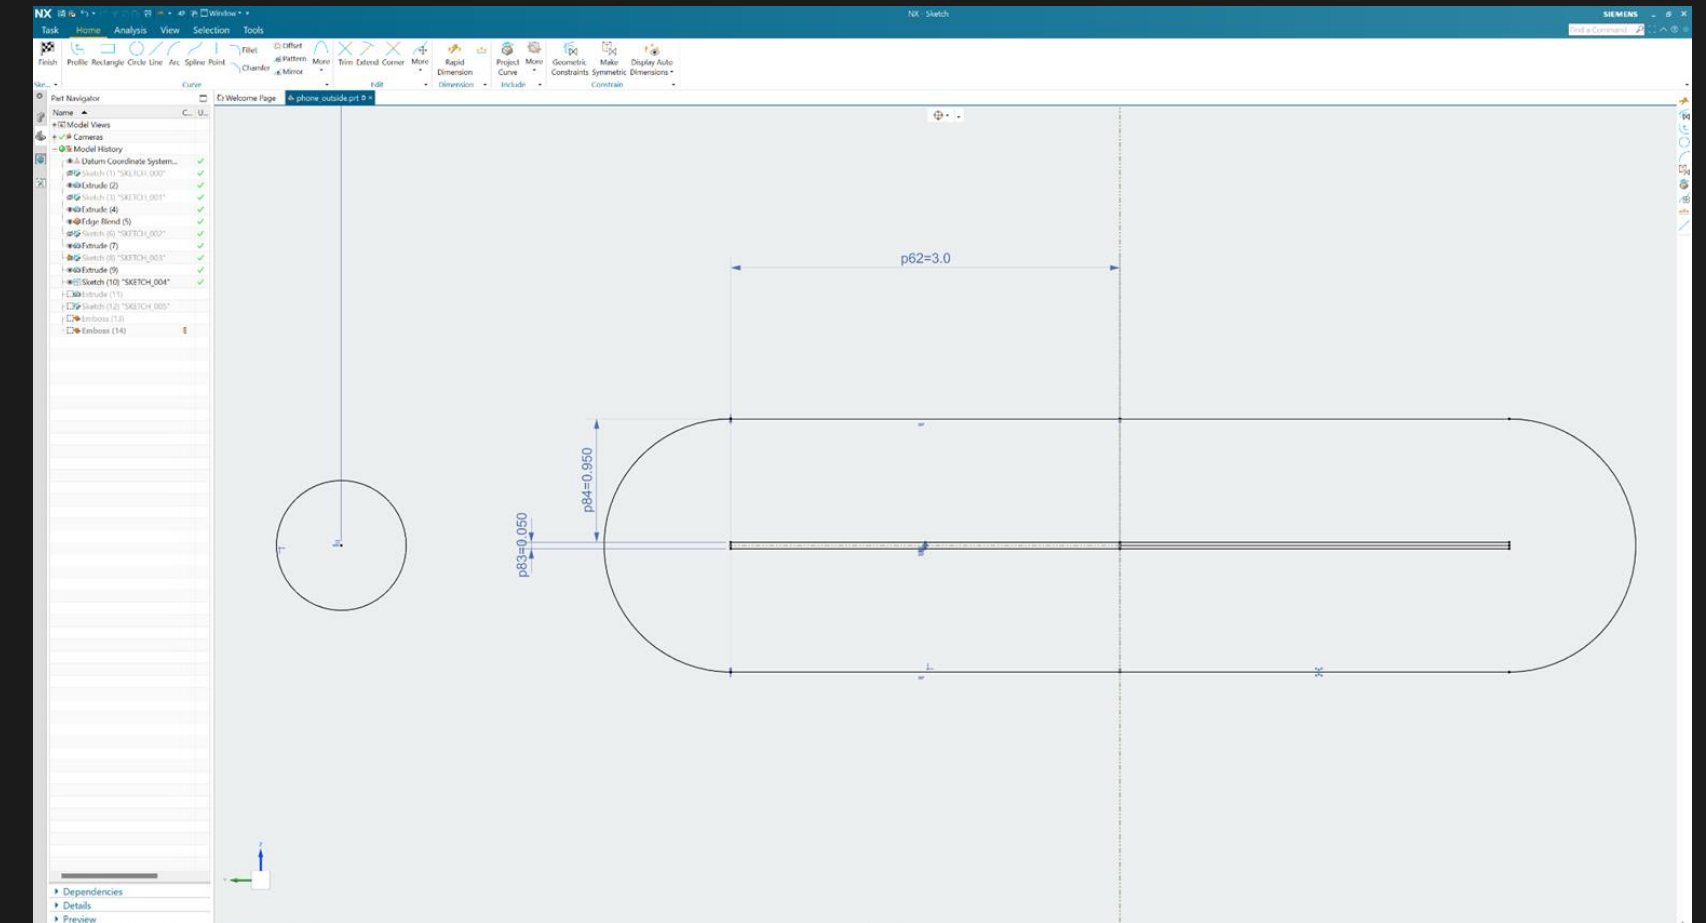 NX
Window
NX - Sketch
SIEMENS
Task Home Analysis View Selection Tools
Find a Command
Finish
Profile Rectangle Circle Line Arc Spline Point
Fillet
Chamfer
Offset
Pattern
Mirror
More
Trim Extend Corner More
Rapid Dimension
Project Curve
More
Geometric Constraints
Make Symmetric
Display Auto Dimensions
Ske...
Curve
Edit
Dimension
Include
Constrain
Part Navigator
Welcome Page
phone_outside.prt
Name C... U...
Model Views
Cameras
Model History
Datum Coordinate System...
Sketch (1) "SKETCH_000"
Extrude (2)
Sketch (3) "SKETCH_001"
Extrude (4)
Edge Blend (5)
Sketch (6) "SKETCH_002"
Extrude (7)
Sketch (8) "SKETCH_003"
Extrude (9)
Sketch (10) "SKETCH_004"
Extrude (11)
Sketch (12) "SKETCH_005"
Emboss (13)
Emboss (14)
p62=3.0
p84=0.950
p83=0.050
Dependencies
Details
Preview